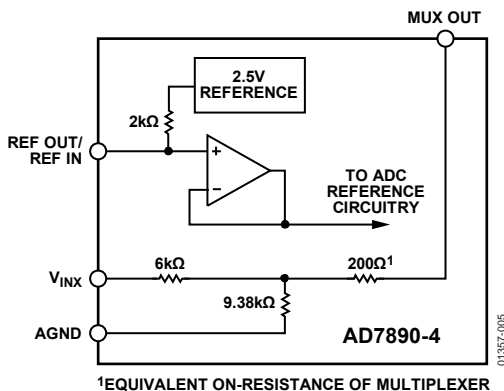 MUX OUT
2.5V
REFERENCE
2kΩ
REF OUT/
REF IN
+
−
TO ADC
REFERENCE
CIRCUITRY
6kΩ
200Ω¹
VINX
9.38kΩ
AGND
AD7890-4
01357-005
¹EQUIVALENT ON-RESISTANCE OF MULTIPLEXER